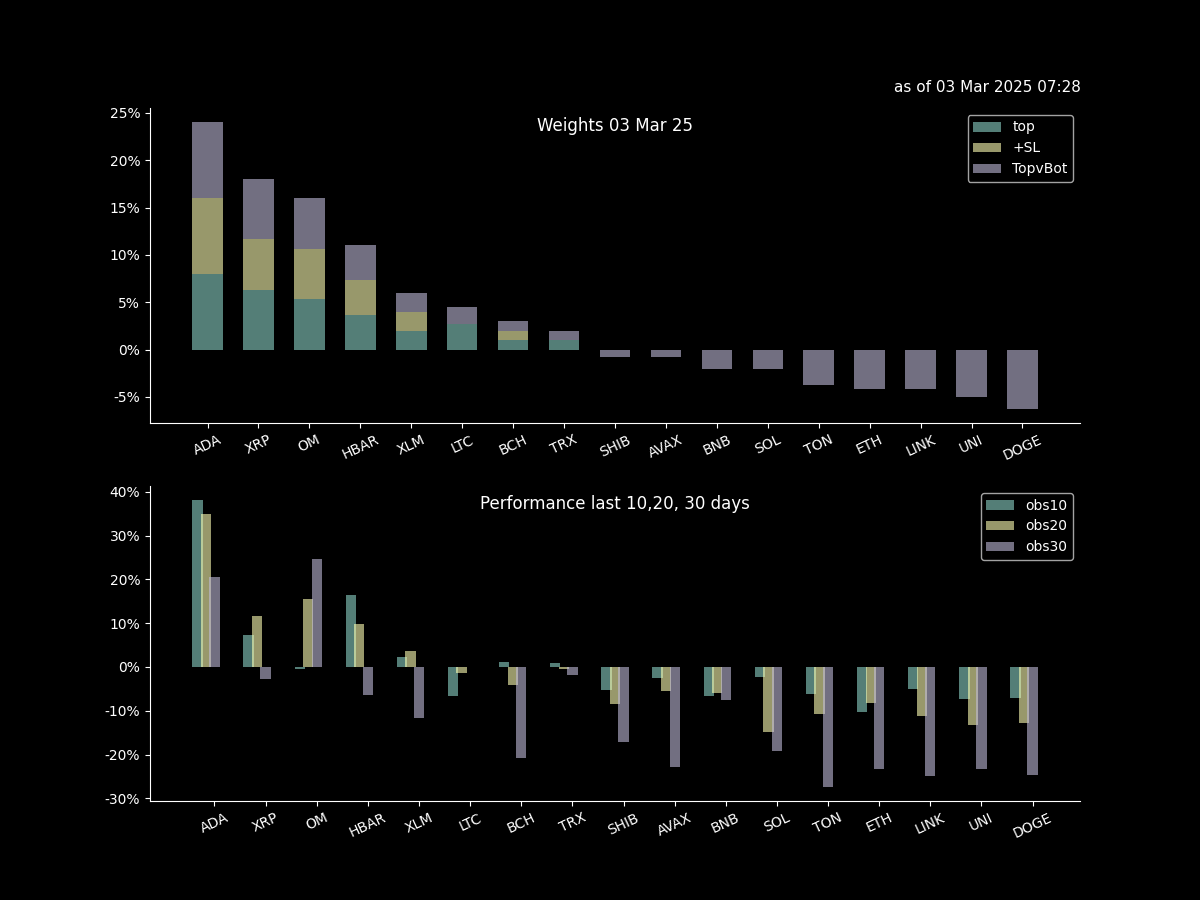 as of 03 Mar 2025 07:28
Weights 03 Mar 25
25%
20%
15%
10%
5%
0%
-5%
top
+SL
TopvBot
ADA XRP OM HBAR XLM LTC BCH TRX SHIB AVAX BNB SOL TON ETH LINK UNI DOGE
Performance last 10,20, 30 days
40%
30%
20%
10%
0%
-10%
-20%
-30%
obs10
obs20
obs30
ADA XRP OM HBAR XLM LTC BCH TRX SHIB AVAX BNB SOL TON ETH LINK UNI DOGE